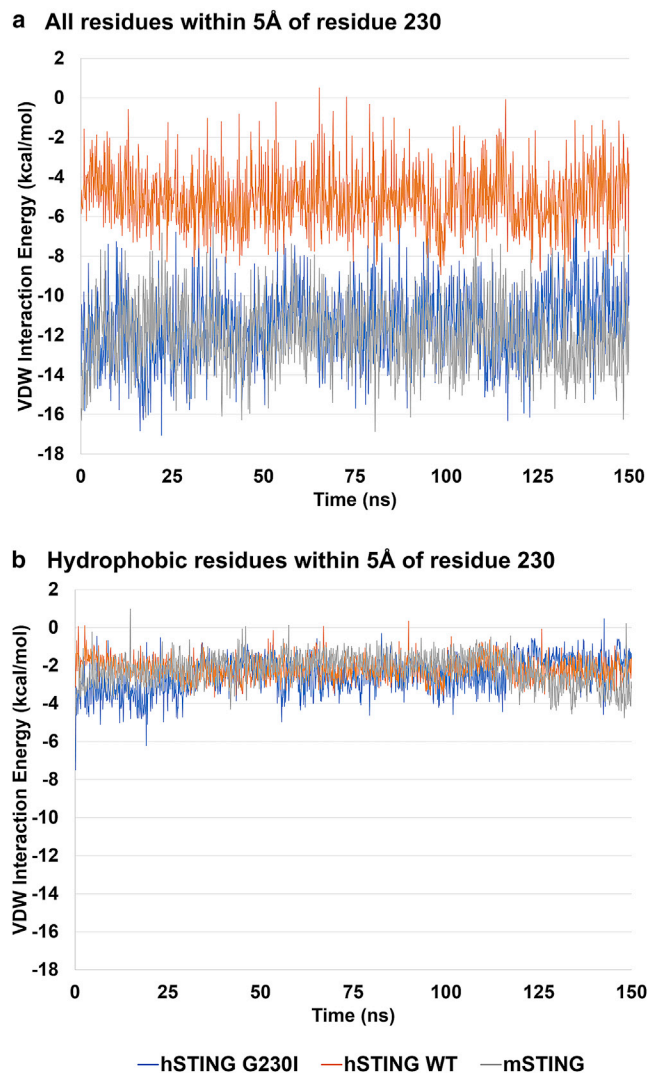 a All residues within 5Å of residue 230
VDW Interaction Energy (kcal/mol)
2
0
-2
-4
-6
-8
-10
-12
-14
-16
-18
0 25 50 75 100 125 150
Time (ns)
b Hydrophobic residues within 5Å of residue 230
VDW Interaction Energy (kcal/mol)
2
0
-2
-4
-6
-8
-10
-12
-14
-16
-18
0 25 50 75 100 125 150
Time (ns)
hSTING G230I hSTING WT mSTING